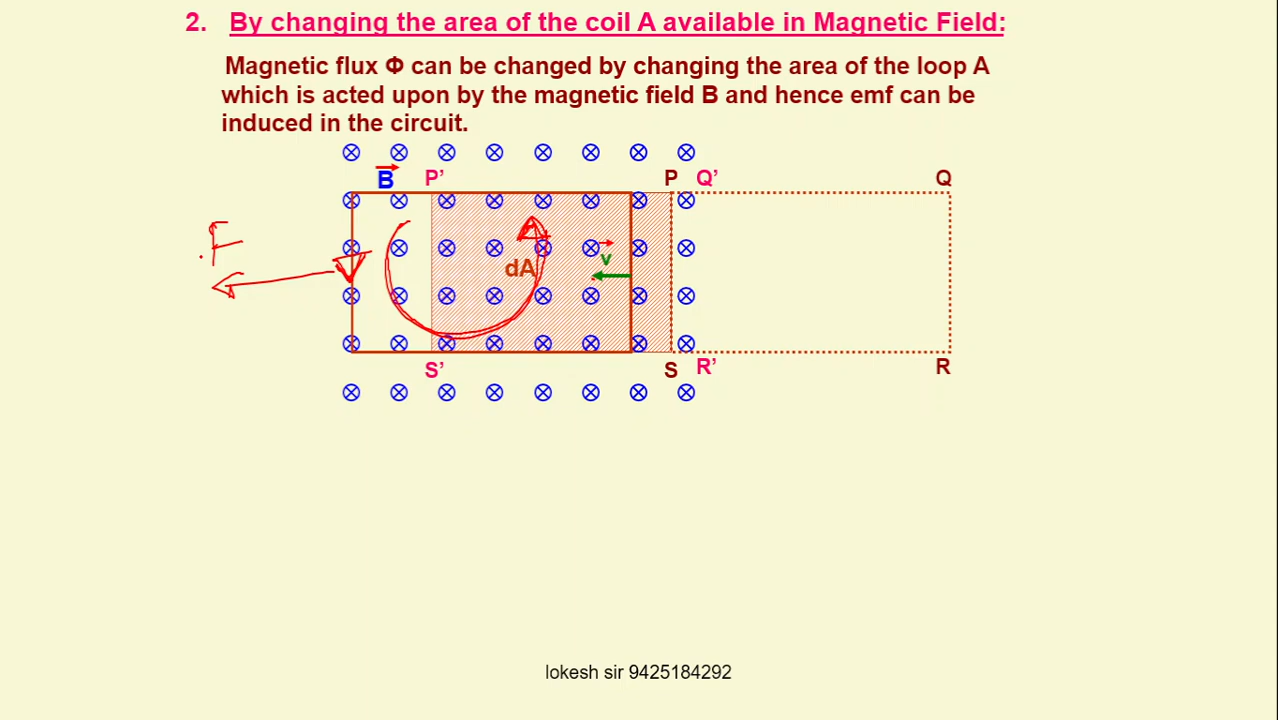 2. By changing the area of the coil A available in Magnetic Field:
Magnetic flux Φ can be changed by changing the area of the loop A
which is acted upon by the magnetic field B and hence emf can be
induced in the circuit.
B P’ P Q’ Q
F
v
dA
S’ S R’ R
lokesh sir 9425184292